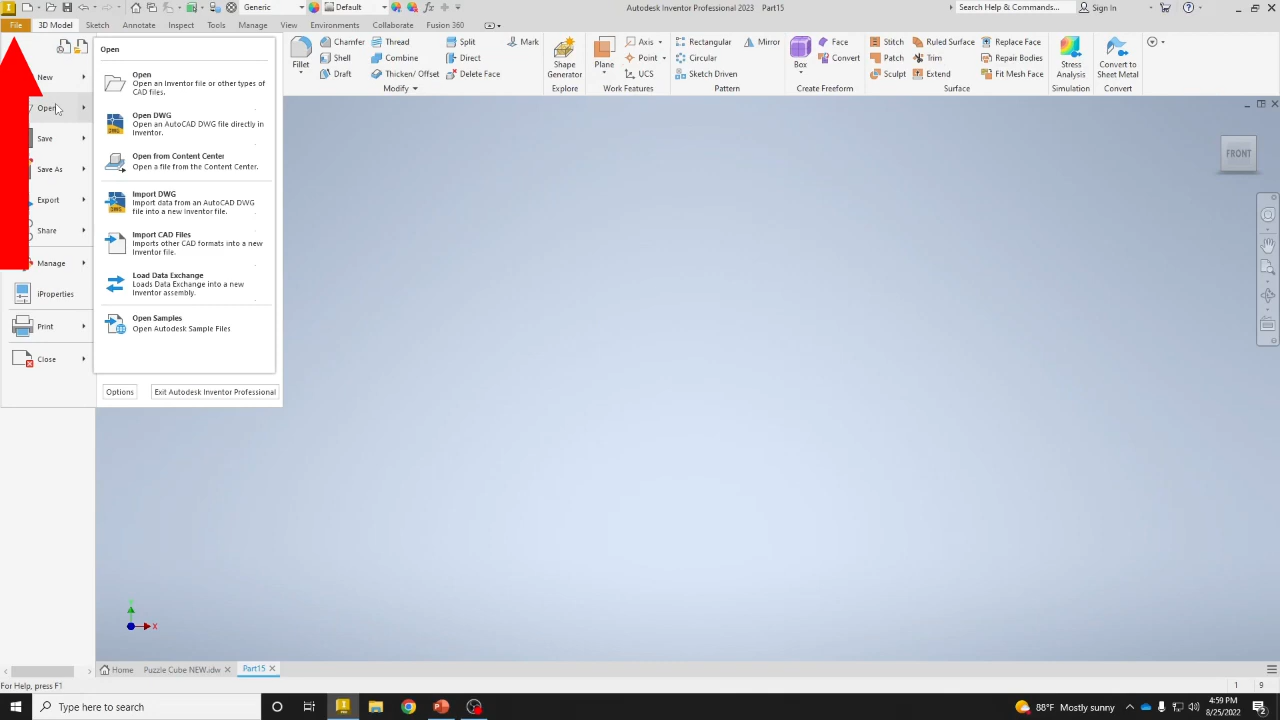 Generic
Default
Autodesk Inventor Professional 2023 Part15
Search Help & Commands...
Sign In
File 3D Model Sketch Annotate Inspect Tools Manage View Environments Collaborate Fusion 360
New
Open
Save
Save As
Export
Share
Manage
iProperties
Print
Close
Open
Open
Open an Inventor file or other types of
CAD files.
Open DWG
Open an AutoCAD DWG file directly in
Inventor.
Open from Content Center
Open a file from the Content Center.
Import DWG
Import data from an AutoCAD DWG
file into a new Inventor file.
Import CAD Files
Imports other CAD formats into a new
Inventor file.
Load Data Exchange
Loads Data Exchange into a new
Inventor assembly.
Open Samples
Open Autodesk Sample Files
Options Exit Autodesk Inventor Professional
Fillet
Chamfer Thread Split Mark
Shell Combine Direct
Draft Thicken/ Offset Delete Face
Modify
Shape
Generator
Explore
Plane
Axis
Point
UCS
Work Features
Rectangular Mirror
Circular
Sketch Driven
Pattern
Box
Face
Convert
Create Freeform
Stitch Ruled Surface Replace Face
Patch Trim Repair Bodies
Sculpt Extend Fit Mesh Face
Surface
Stress
Analysis
Simulation
Convert to
Sheet Metal
Convert
FRONT
Y
X
Home Puzzle Cube NEW.idw Part15
For Help, press F1
1 9
Type here to search
88°F Mostly sunny
4:59 PM
8/25/2022
2